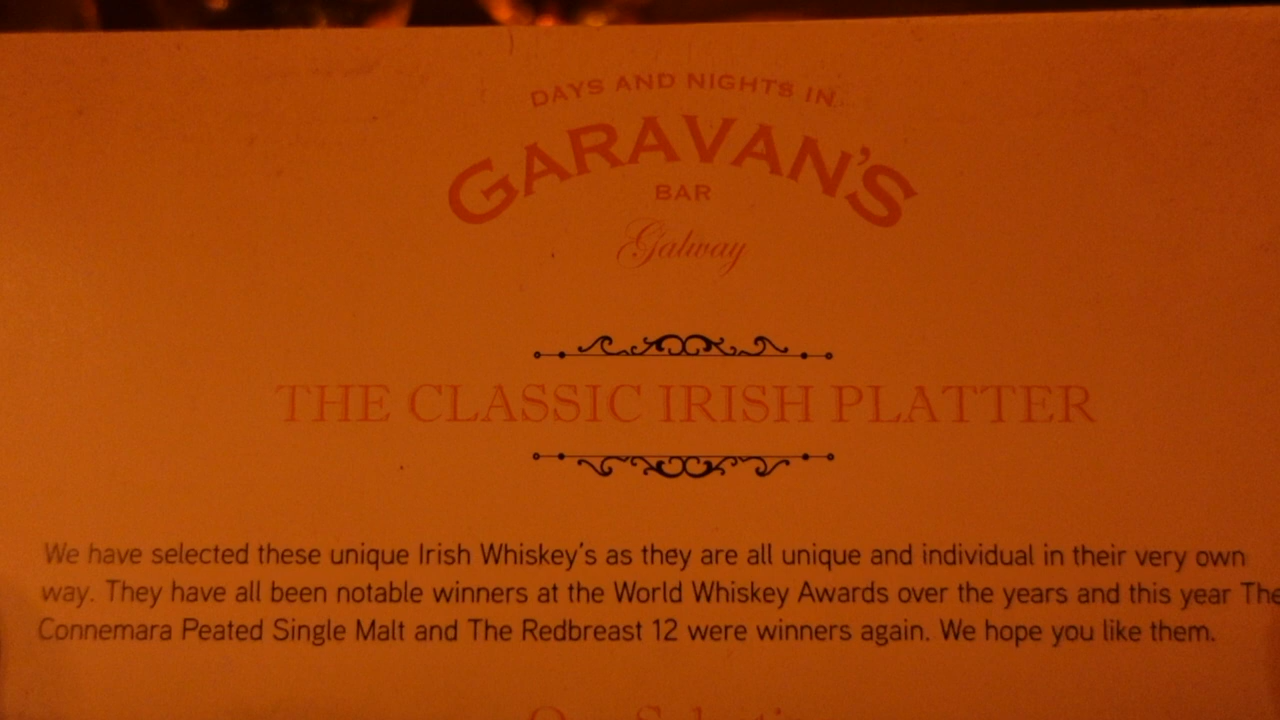 DAYS AND NIGHTS IN
GARAVAN'S
BAR
Galway
THE CLASSIC IRISH PLATTER
We have selected these unique Irish Whiskey's as they are all unique and individual in their very own
way. They have all been notable winners at the World Whiskey Awards over the years and this year The
Connemara Peated Single Malt and The Redbreast 12 were winners again. We hope you like them.